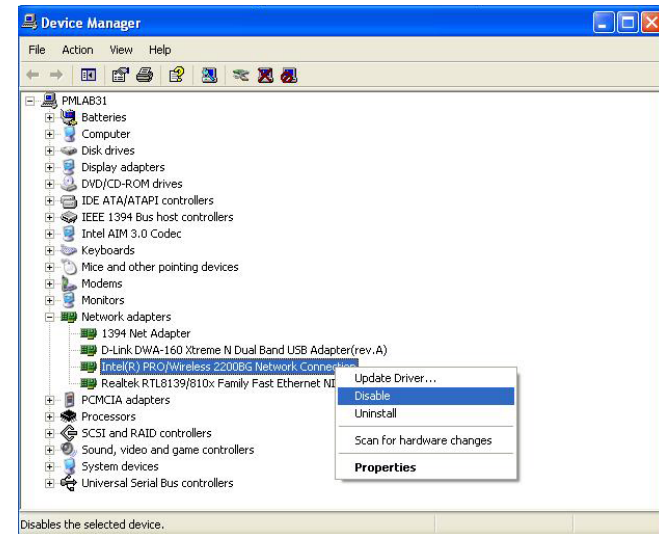 Device Manager
File Action View Help
PMLAB31
Batteries
Computer
Disk drives
Display adapters
DVD/CD-ROM drives
IDE ATA/ATAPI controllers
IEEE 1394 Bus host controllers
Intel AIM 3.0 Codec
Keyboards
Mice and other pointing devices
Modems
Monitors
Network adapters
1394 Net Adapter
D-Link DWA-160 Xtreme N Dual Band USB Adapter(rev.A)
Intel(R) PRO/Wireless 2200BG Network Connection
Realtek RTL8139/810x Family Fast Ethernet NI
PCMCIA adapters
Processors
SCSI and RAID controllers
Sound, video and game controllers
System devices
Universal Serial Bus controllers
Update Driver...
Disable
Uninstall
Scan for hardware changes
Properties
Disables the selected device.